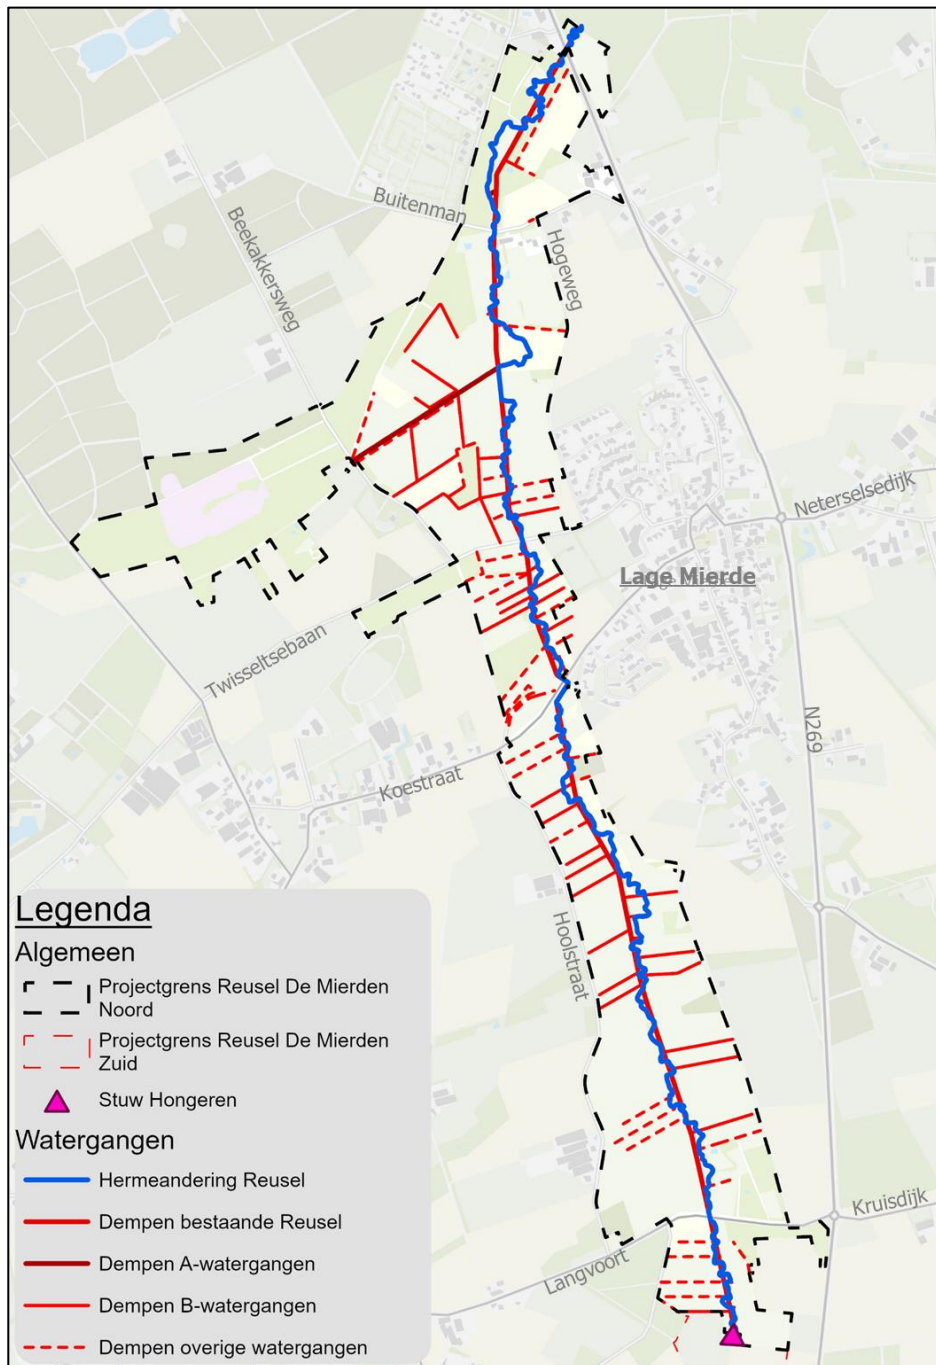 Buitenman
Beekakkersweg
Hogeweg
Neterselsedijk
Lage Mierde
Twisseltsebaan
N269
Koestraat
Hoolstraat
Kruisdijk
Langvoort
Legenda
Algemeen
Projectgrens Reusel De Mierden
Noord
Projectgrens Reusel De Mierden
Zuid
Stuw Hongeren
Watergangen
Hermeandering Reusel
Dempen bestaande Reusel
Dempen A-watergangen
Dempen B-watergangen
Dempen overige watergangen